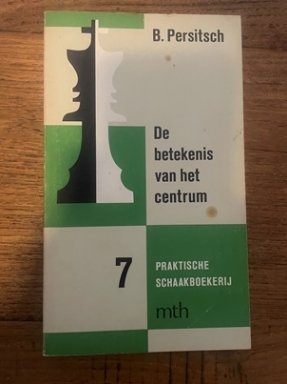 B. Persitsch
De
betekenis
van het
centrum
7
PRAKTISCHE
SCHAAKBOEKERIJ
mth